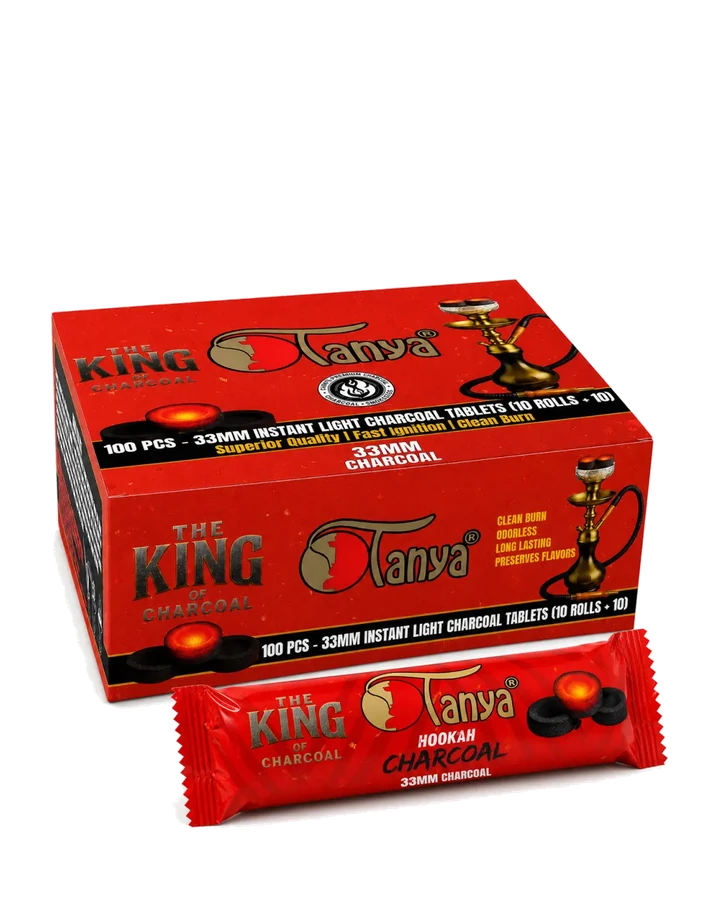 THE
KING
OF
CHARCOAL
Tanya®
100 PCS - 33MM INSTANT LIGHT CHARCOAL TABLETS (10 ROLLS + 10)
Superior Quality | Fast Ignition | Clean Burn
33MM
CHARCOAL
THE
KING
OF
CHARCOAL
Tanya®
CLEAN BURN
ODORLESS
LONG LASTING
PRESERVES FLAVORS
100 PCS - 33MM INSTANT LIGHT CHARCOAL TABLETS (10 ROLLS + 10)
THE
KING
OF
CHARCOAL
Tanya®
HOOKAH
CHARCOAL
33MM CHARCOAL